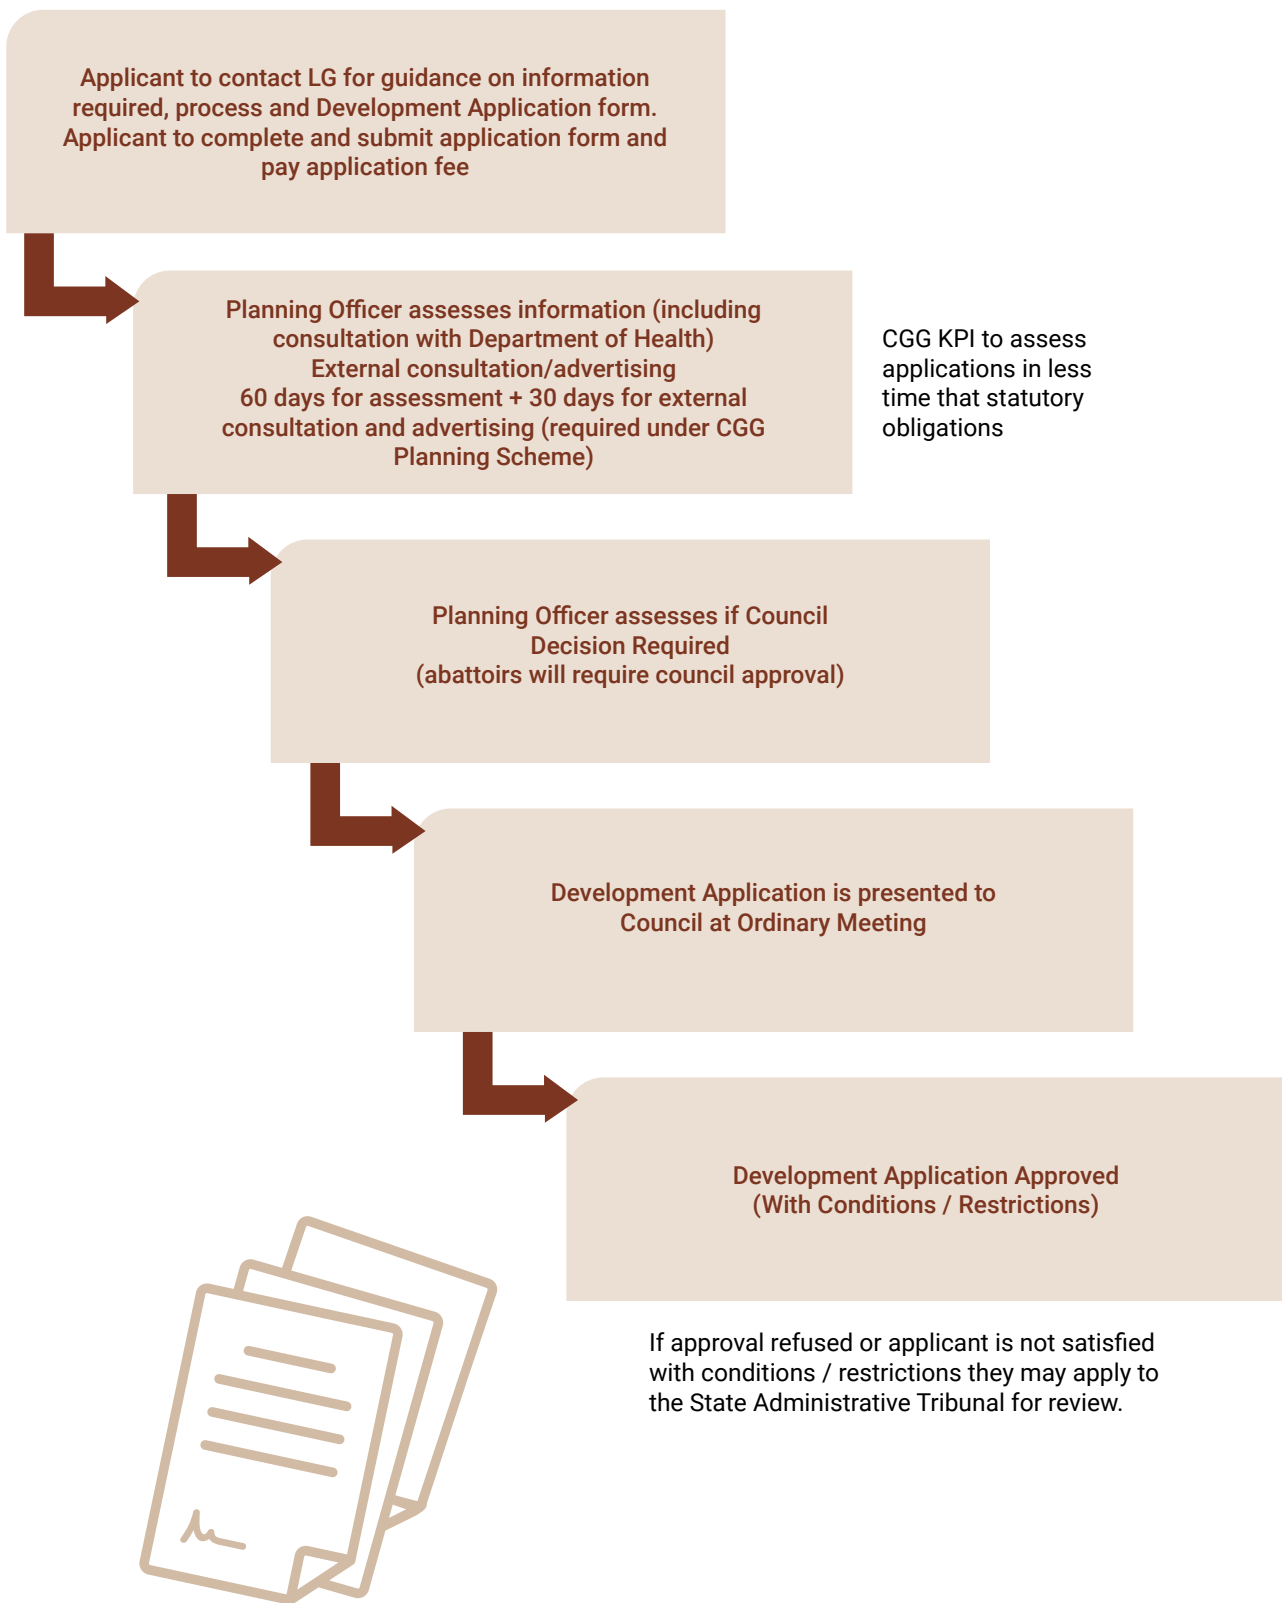 Applicant to contact LG for guidance on information
required, process and Development Application form.
Applicant to complete and submit application form and
pay application fee
Planning Officer assesses information (including
consultation with Department of Health)
External consultation/advertising
60 days for assessment + 30 days for external
consultation and advertising (required under CGG
Planning Scheme)
CGG KPI to assess
applications in less
time that statutory
obligations
Planning Officer assesses if Council
Decision Required
(abattoirs will require council approval)
Development Application is presented to
Council at Ordinary Meeting
Development Application Approved
(With Conditions / Restrictions)
If approval refused or applicant is not satisfied
with conditions / restrictions they may apply to
the State Administrative Tribunal for review.